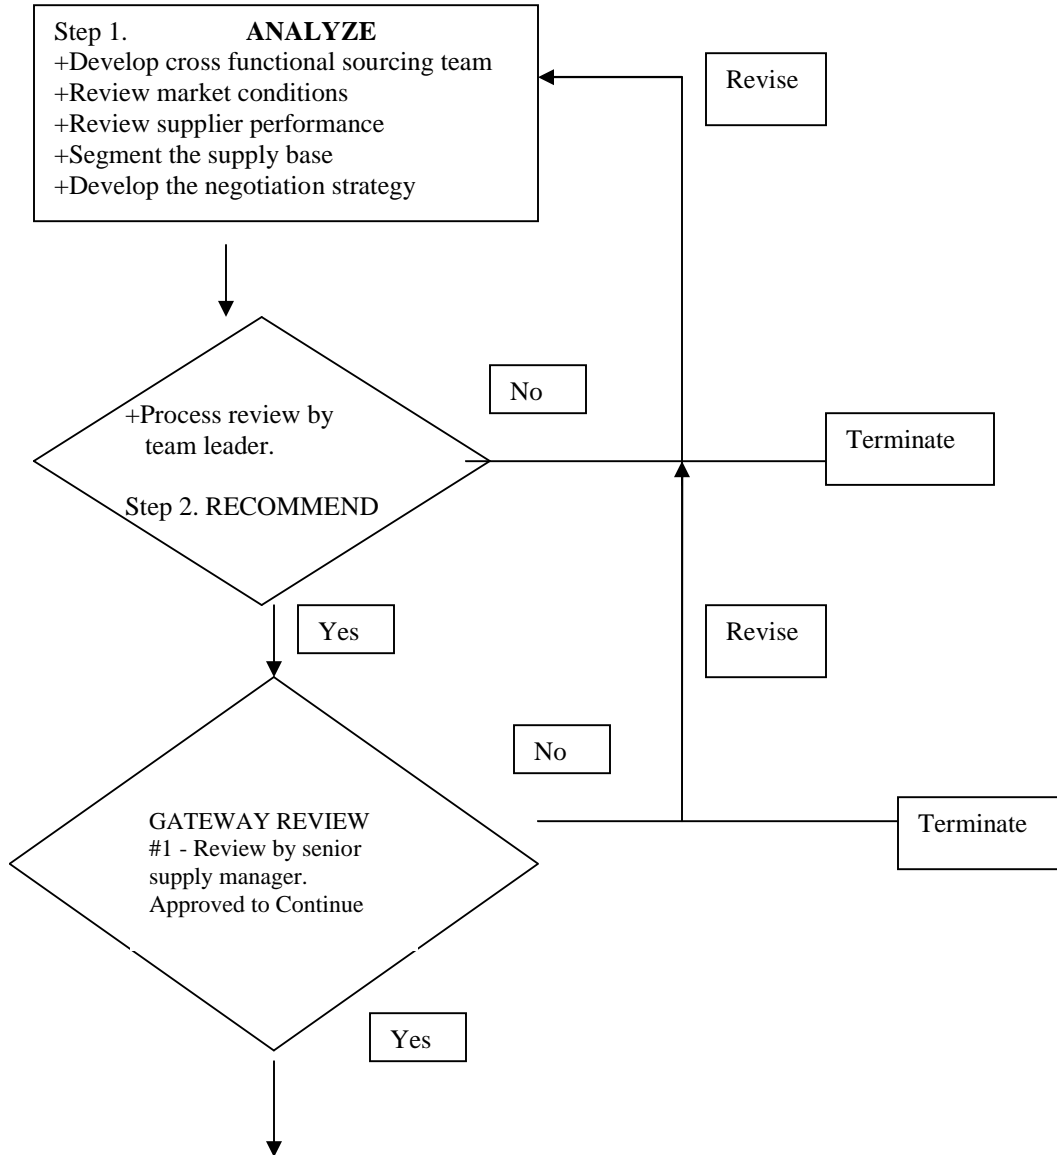 Step 1. ANALYZE
+Develop cross functional sourcing team
+Review market conditions
+Review supplier performance
+Segment the supply base
+Develop the negotiation strategy
Revise
No
+Process review by
team leader.
Terminate
Step 2. RECOMMEND
Yes
Revise
No
GATEWAY REVIEW
#1 - Review by senior
supply manager.
Approved to Continue
Terminate
Yes